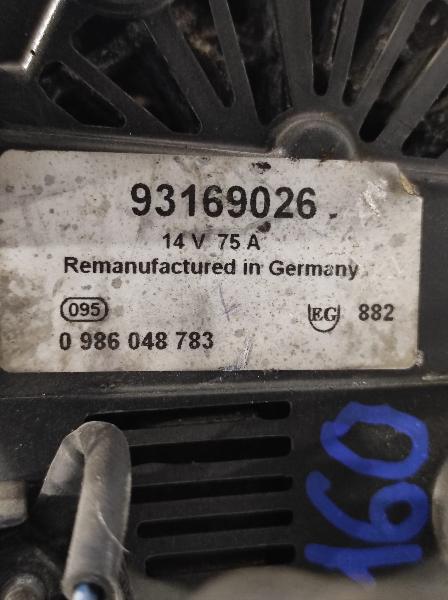 93169026
14 V 75 A
Remanufactured in Germany
095
EG 882
0 986 048 783
160